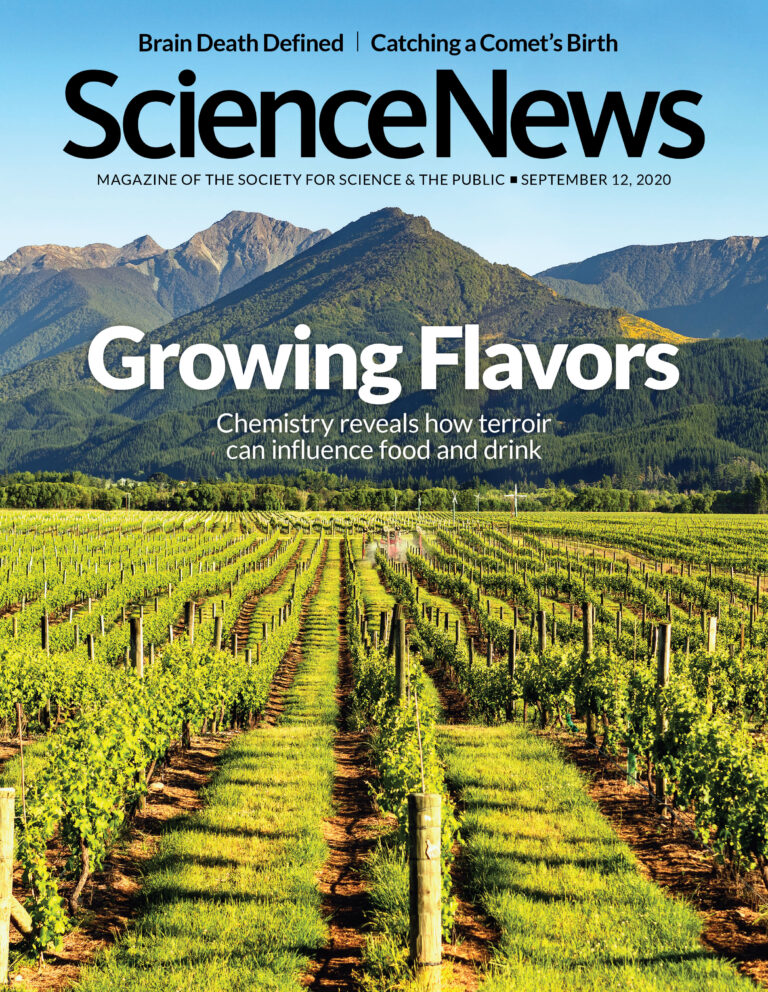 Brain Death Defined | Catching a Comet's Birth
ScienceNews
MAGAZINE OF THE SOCIETY FOR SCIENCE & THE PUBLIC ■ SEPTEMBER 12, 2020
Growing Flavors
Chemistry reveals how terroir
can influence food and drink